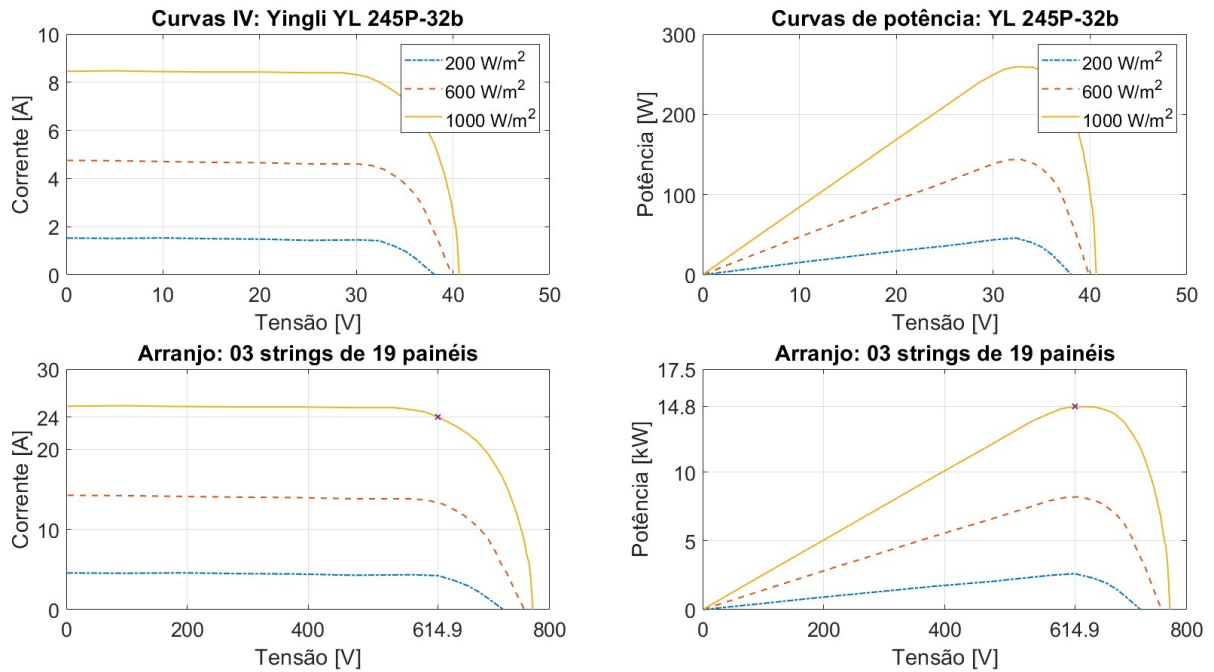 Curvas IV: Yingli YL 245P-32b
10
8
6
4
2
0
Corrente [A]
200 W/m²
600 W/m²
1000 W/m²
0 10 20 30 40 50
Tensão [V]
Curvas de potência: YL 245P-32b
300
200
100
0
Potência [W]
200 W/m²
600 W/m²
1000 W/m²
0 10 20 30 40 50
Tensão [V]
Arranjo: 03 strings de 19 painéis
30
24
20
10
0
Corrente [A]
0 200 400 614.9 800
Tensão [V]
Arranjo: 03 strings de 19 painéis
17.5
14.8
10
5
0
Potência [kW]
0 200 400 614.9 800
Tensão [V]